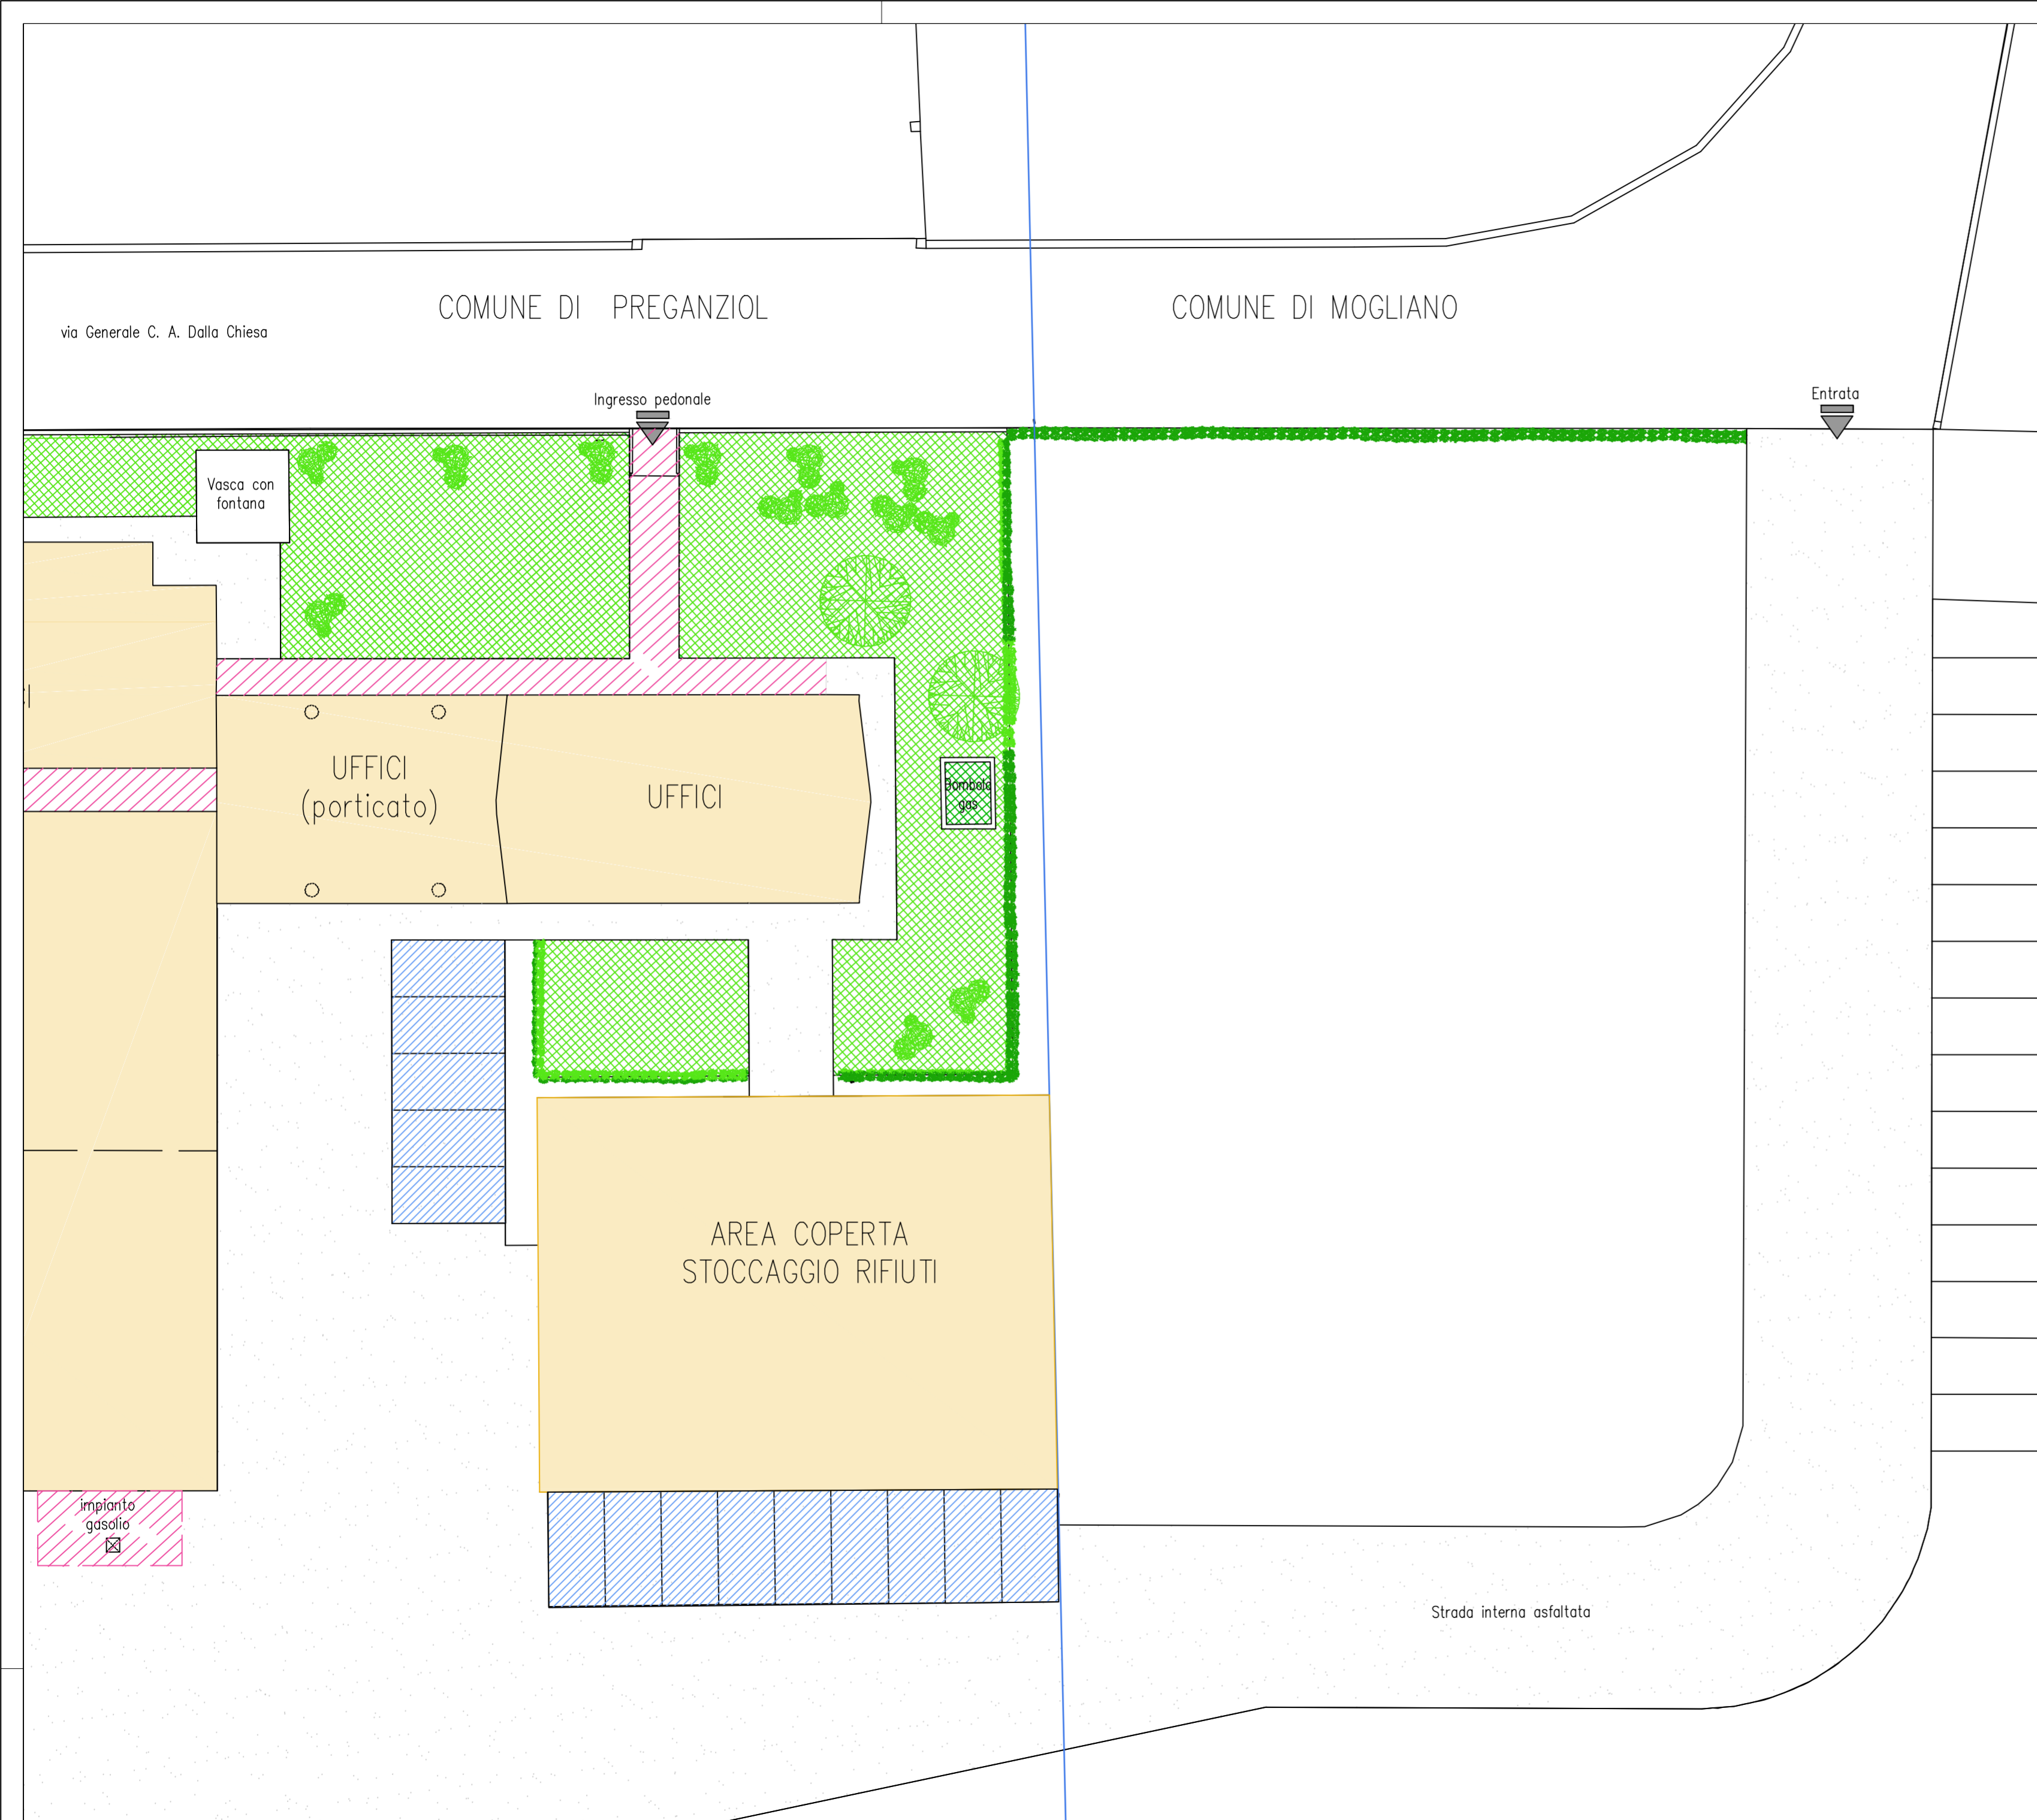 COMUNE DI PREGANZIOL
COMUNE DI MOGLIANO
via Generale C. A. Dalla Chiesa
Ingresso pedonale
Entrata
Vasca con
fontana
UFFICI
(porticato)
UFFICI
Bombola
gas
AREA COPERTA
STOCCAGGIO RIFIUTI
impianto
gasolio
Strada interna asfaltata